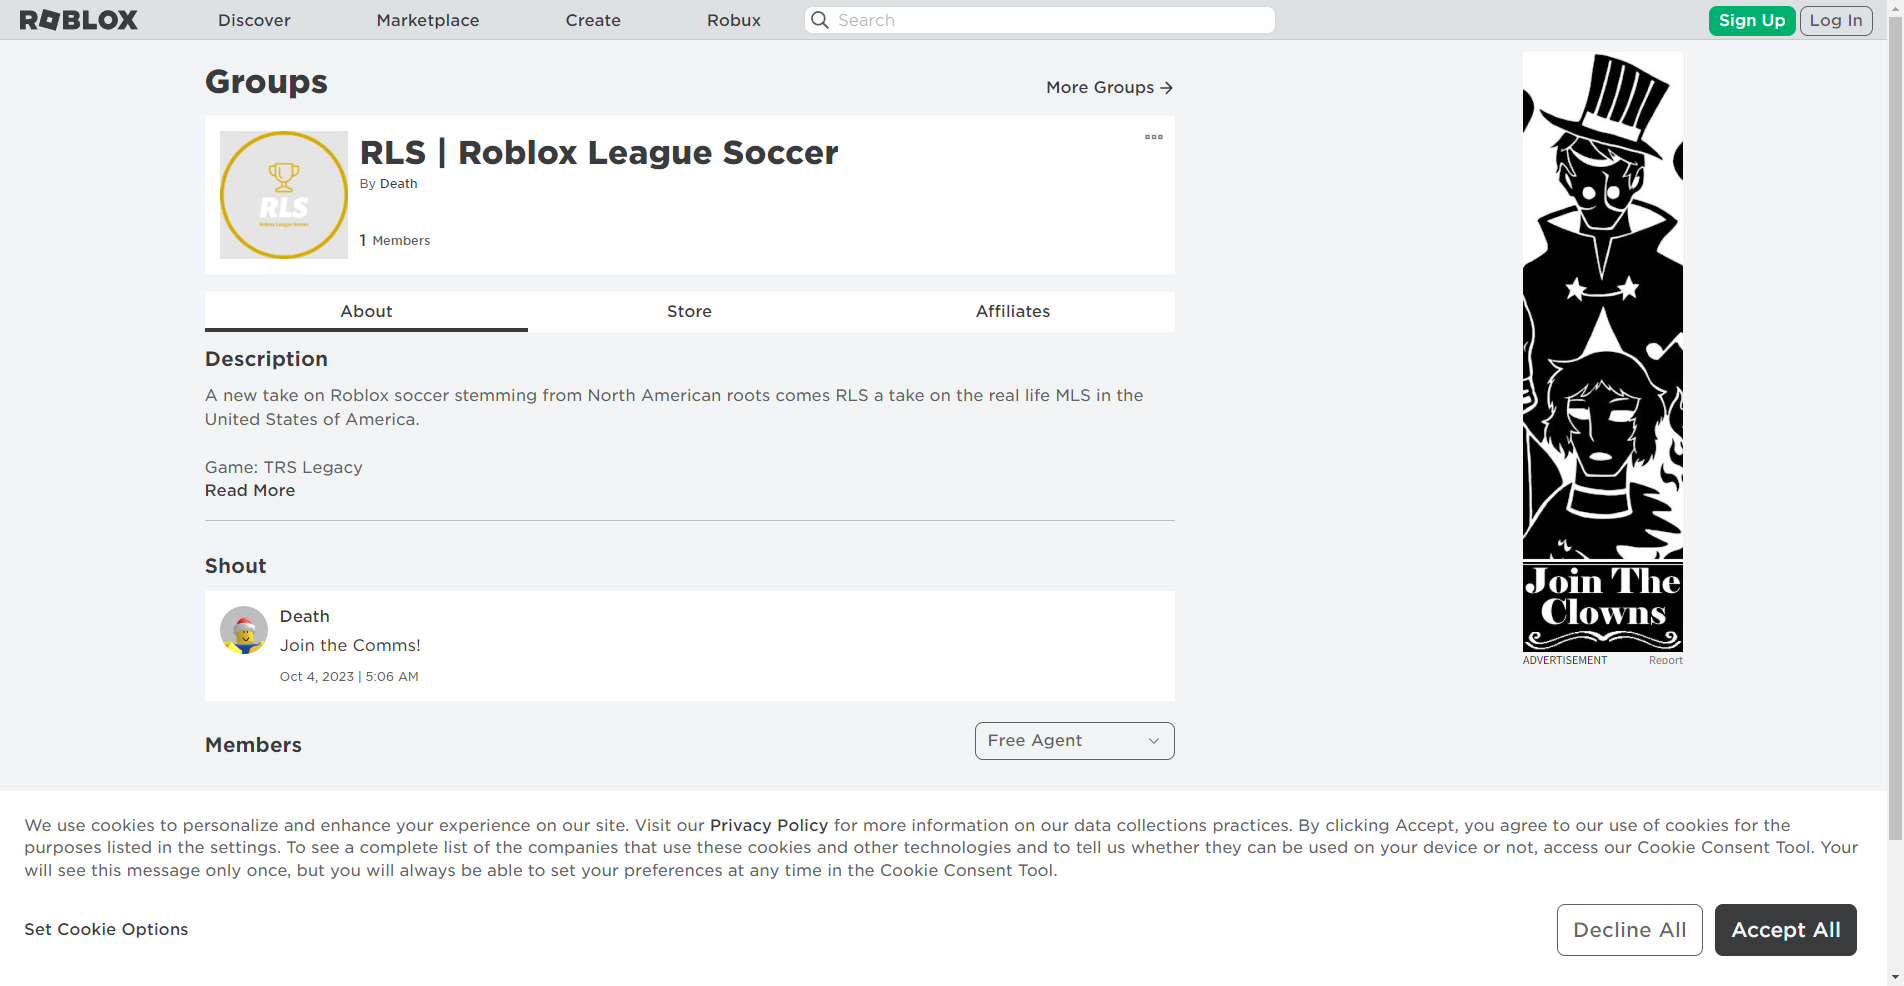 ROBLOX Discover Marketplace Create Robux Search Sign Up Log In
Groups
More Groups
RLS | Roblox League Soccer
By Death
1 Members
RLS
Roblox League Soccer
About Store Affiliates
Description
A new take on Roblox soccer stemming from North American roots comes RLS a take on the real life MLS in the
United States of America.
Game: TRS Legacy
Read More
Shout
Death
Join the Comms!
Oct 4, 2023 | 5:06 AM
Members
Free Agent
Join The
Clowns
ADVERTISEMENT Report
We use cookies to personalize and enhance your experience on our site. Visit our Privacy Policy for more information on our data collections practices. By clicking Accept, you agree to our use of cookies for the
purposes listed in the settings. To see a complete list of the companies that use these cookies and other technologies and to tell us whether they can be used on your device or not, access our Cookie Consent Tool. Your
will see this message only once, but you will always be able to set your preferences at any time in the Cookie Consent Tool.
Set Cookie Options
Decline All
Accept All